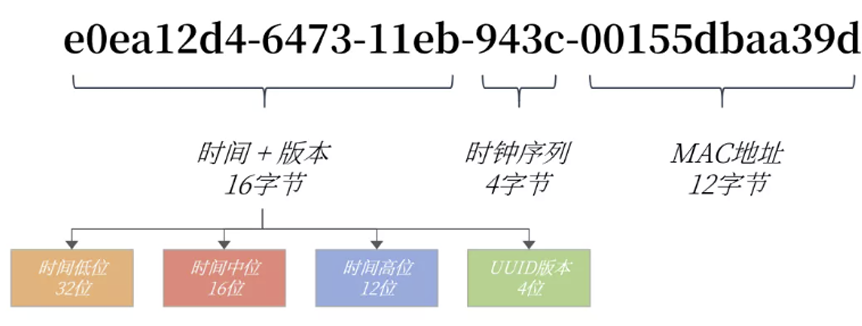 e0ea12d4-6473-11eb-943c-00155dbaa39d
时间 + 版本
16字节
时钟序列
4字节
MAC地址
12字节
时间低位
32位
时间中位
16位
时间高位
12位
UUID版本
4位